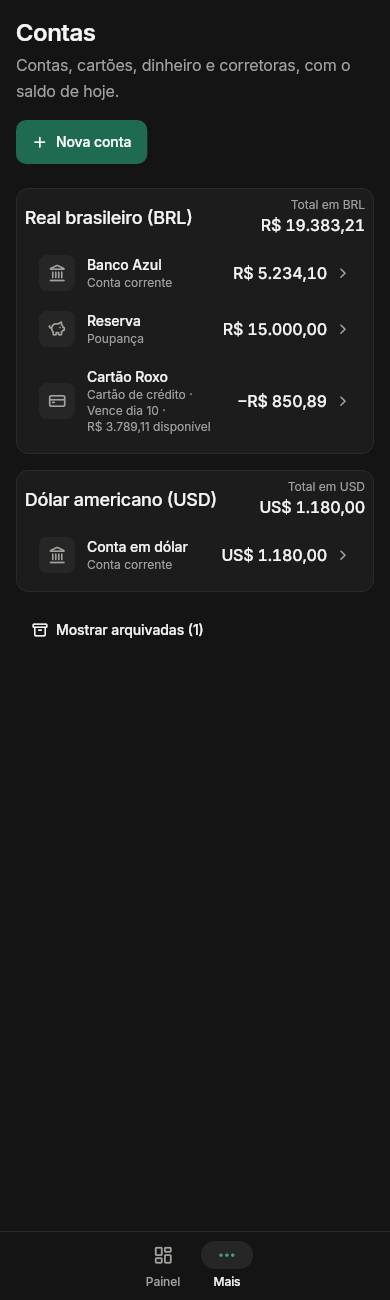 Contas
Contas, cartões, dinheiro e corretoras, com o
saldo de hoje.
Nova conta
Real brasileiro (BRL)
Total em BRL
R$ 19.383,21
Banco Azul
Conta corrente
R$ 5.234,10
Reserva
Poupança
R$ 15.000,00
Cartão Roxo
Cartão de crédito ·
Vence dia 10 ·
R$ 3.789,11 disponível
−R$ 850,89
Dólar americano (USD)
Total em USD
US$ 1.180,00
Conta em dólar
Conta corrente
US$ 1.180,00
Mostrar arquivadas (1)
Painel
Mais